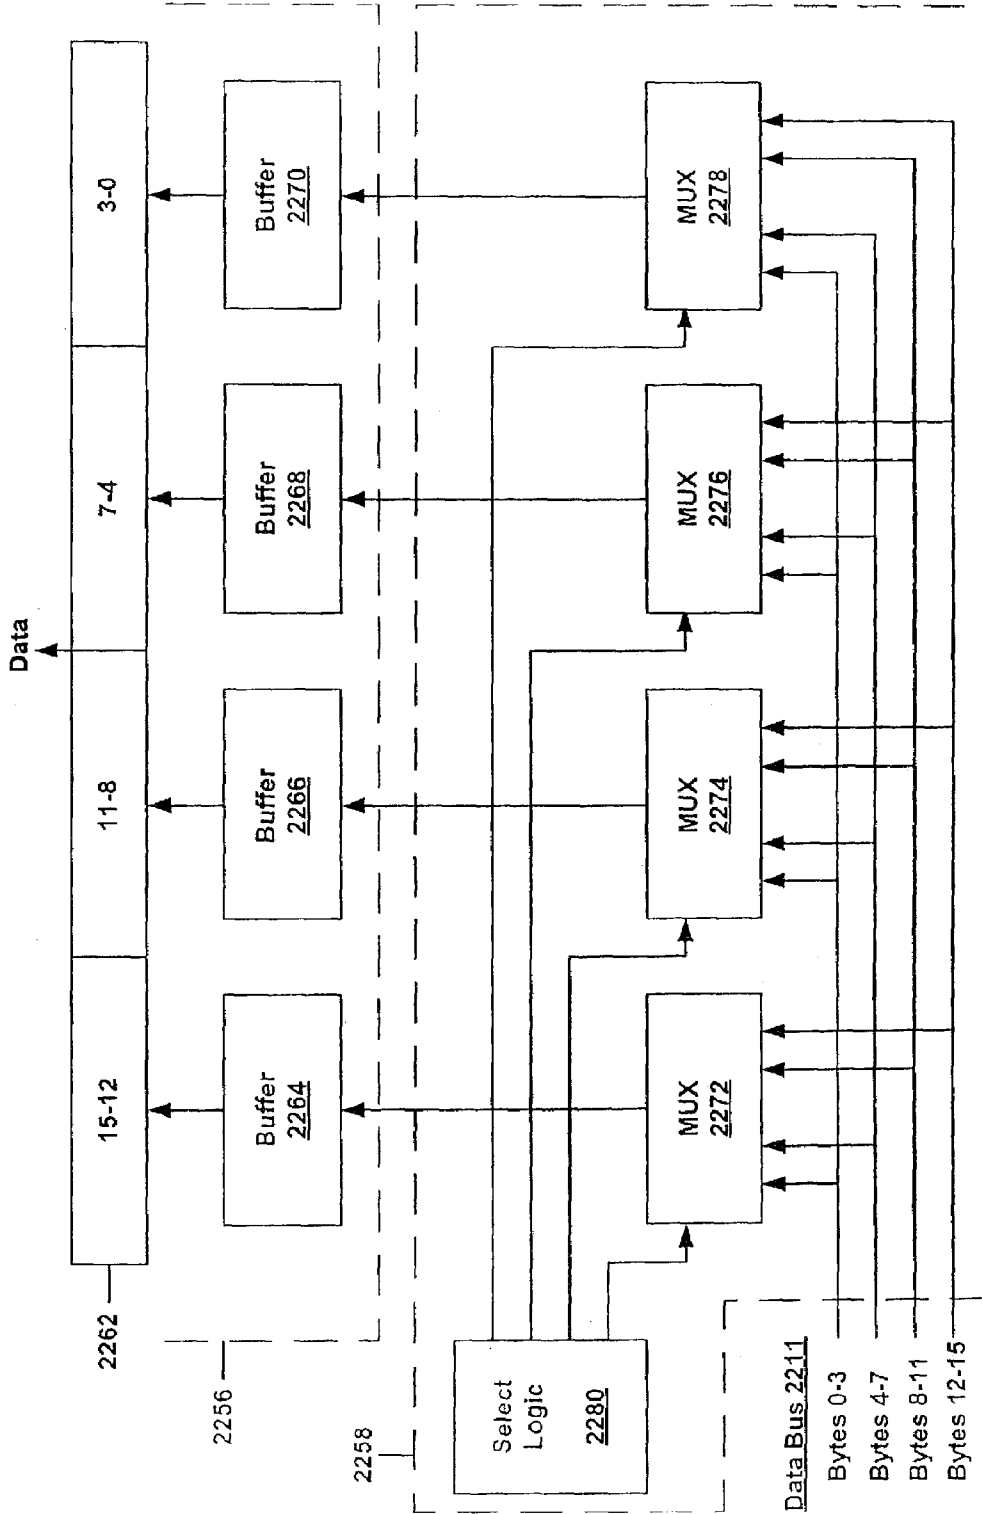 Data
15-12
11-8
7-4
3-0
2262
Buffer
2264
Buffer
2266
Buffer
2268
Buffer
2270
2256
2258
Select
Logic
2280
MUX
2272
MUX
2274
MUX
2276
MUX
2278
Data Bus 2211
Bytes 0-3
Bytes 4-7
Bytes 8-11
Bytes 12-15